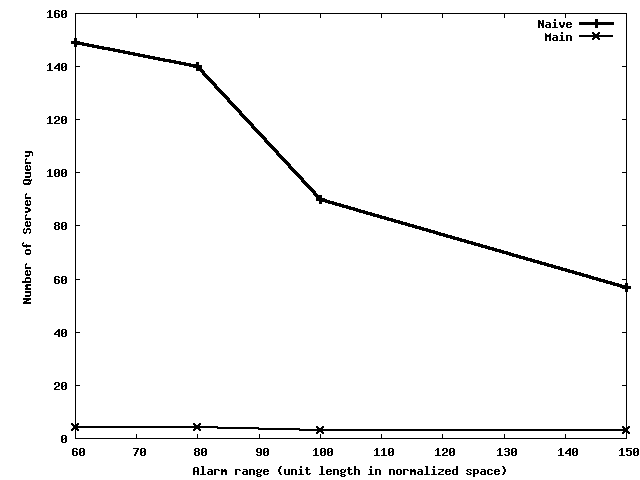 160
140
120
100
80
60
40
20
0
Number of Server Query
Naive
Main
60 70 80 90 100 110 120 130 140 150
Alarm range (unit length in normalized space)